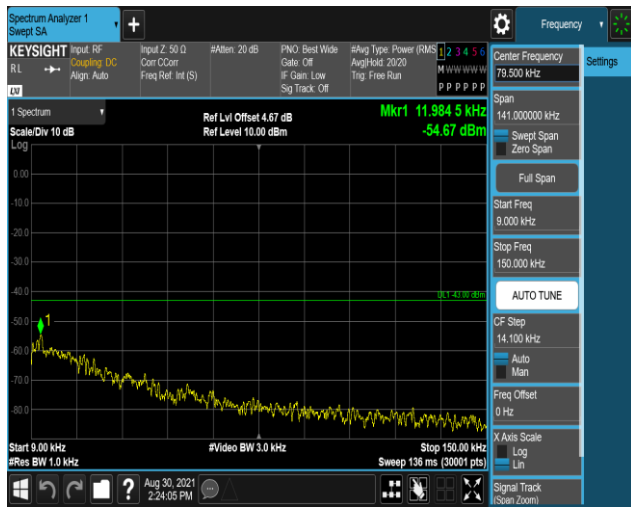 Spectrum Analyzer 1
Swept SA
Frequency
KEYSIGHT
RL
LXI
Input: RF
Coupling: DC
Align: Auto
Input Z: 50 Ω
Corr CCorr
Freq Ref: Int (S)
#Atten: 20 dB
PNO: Best Wide
Gate: Off
IF Gain: Low
Sig Track: Off
#Avg Type: Power (RMS
Avg|Hold: 20/20
Trig: Free Run
1 2 3 4 5 6
M W W W W W
P P P P P P
1 Spectrum
Scale/Div 10 dB
Log
Ref Lvl Offset 4.67 dB
Ref Level 10.00 dBm
Mkr1 11.984 5 kHz
-54.67 dBm
0.00
-10.0
-20.0
-30.0
-40.0
-50.0
-60.0
-70.0
-80.0
DL1 -43.00 dBm
1
Start 9.00 kHz
#Res BW 1.0 kHz
#Video BW 3.0 kHz
Stop 150.00 kHz
Sweep 136 ms (30001 pts)
?
Aug 30, 2021
2:24:05 PM
Center Frequency
79.500 kHz
Settings
Span
141.000000 kHz
Swept Span
Zero Span
Full Span
Start Freq
9.000 kHz
Stop Freq
150.000 kHz
AUTO TUNE
CF Step
14.100 kHz
Auto
Man
Freq Offset
0 Hz
X Axis Scale
Log
Lin
Signal Track
(Span Zoom)